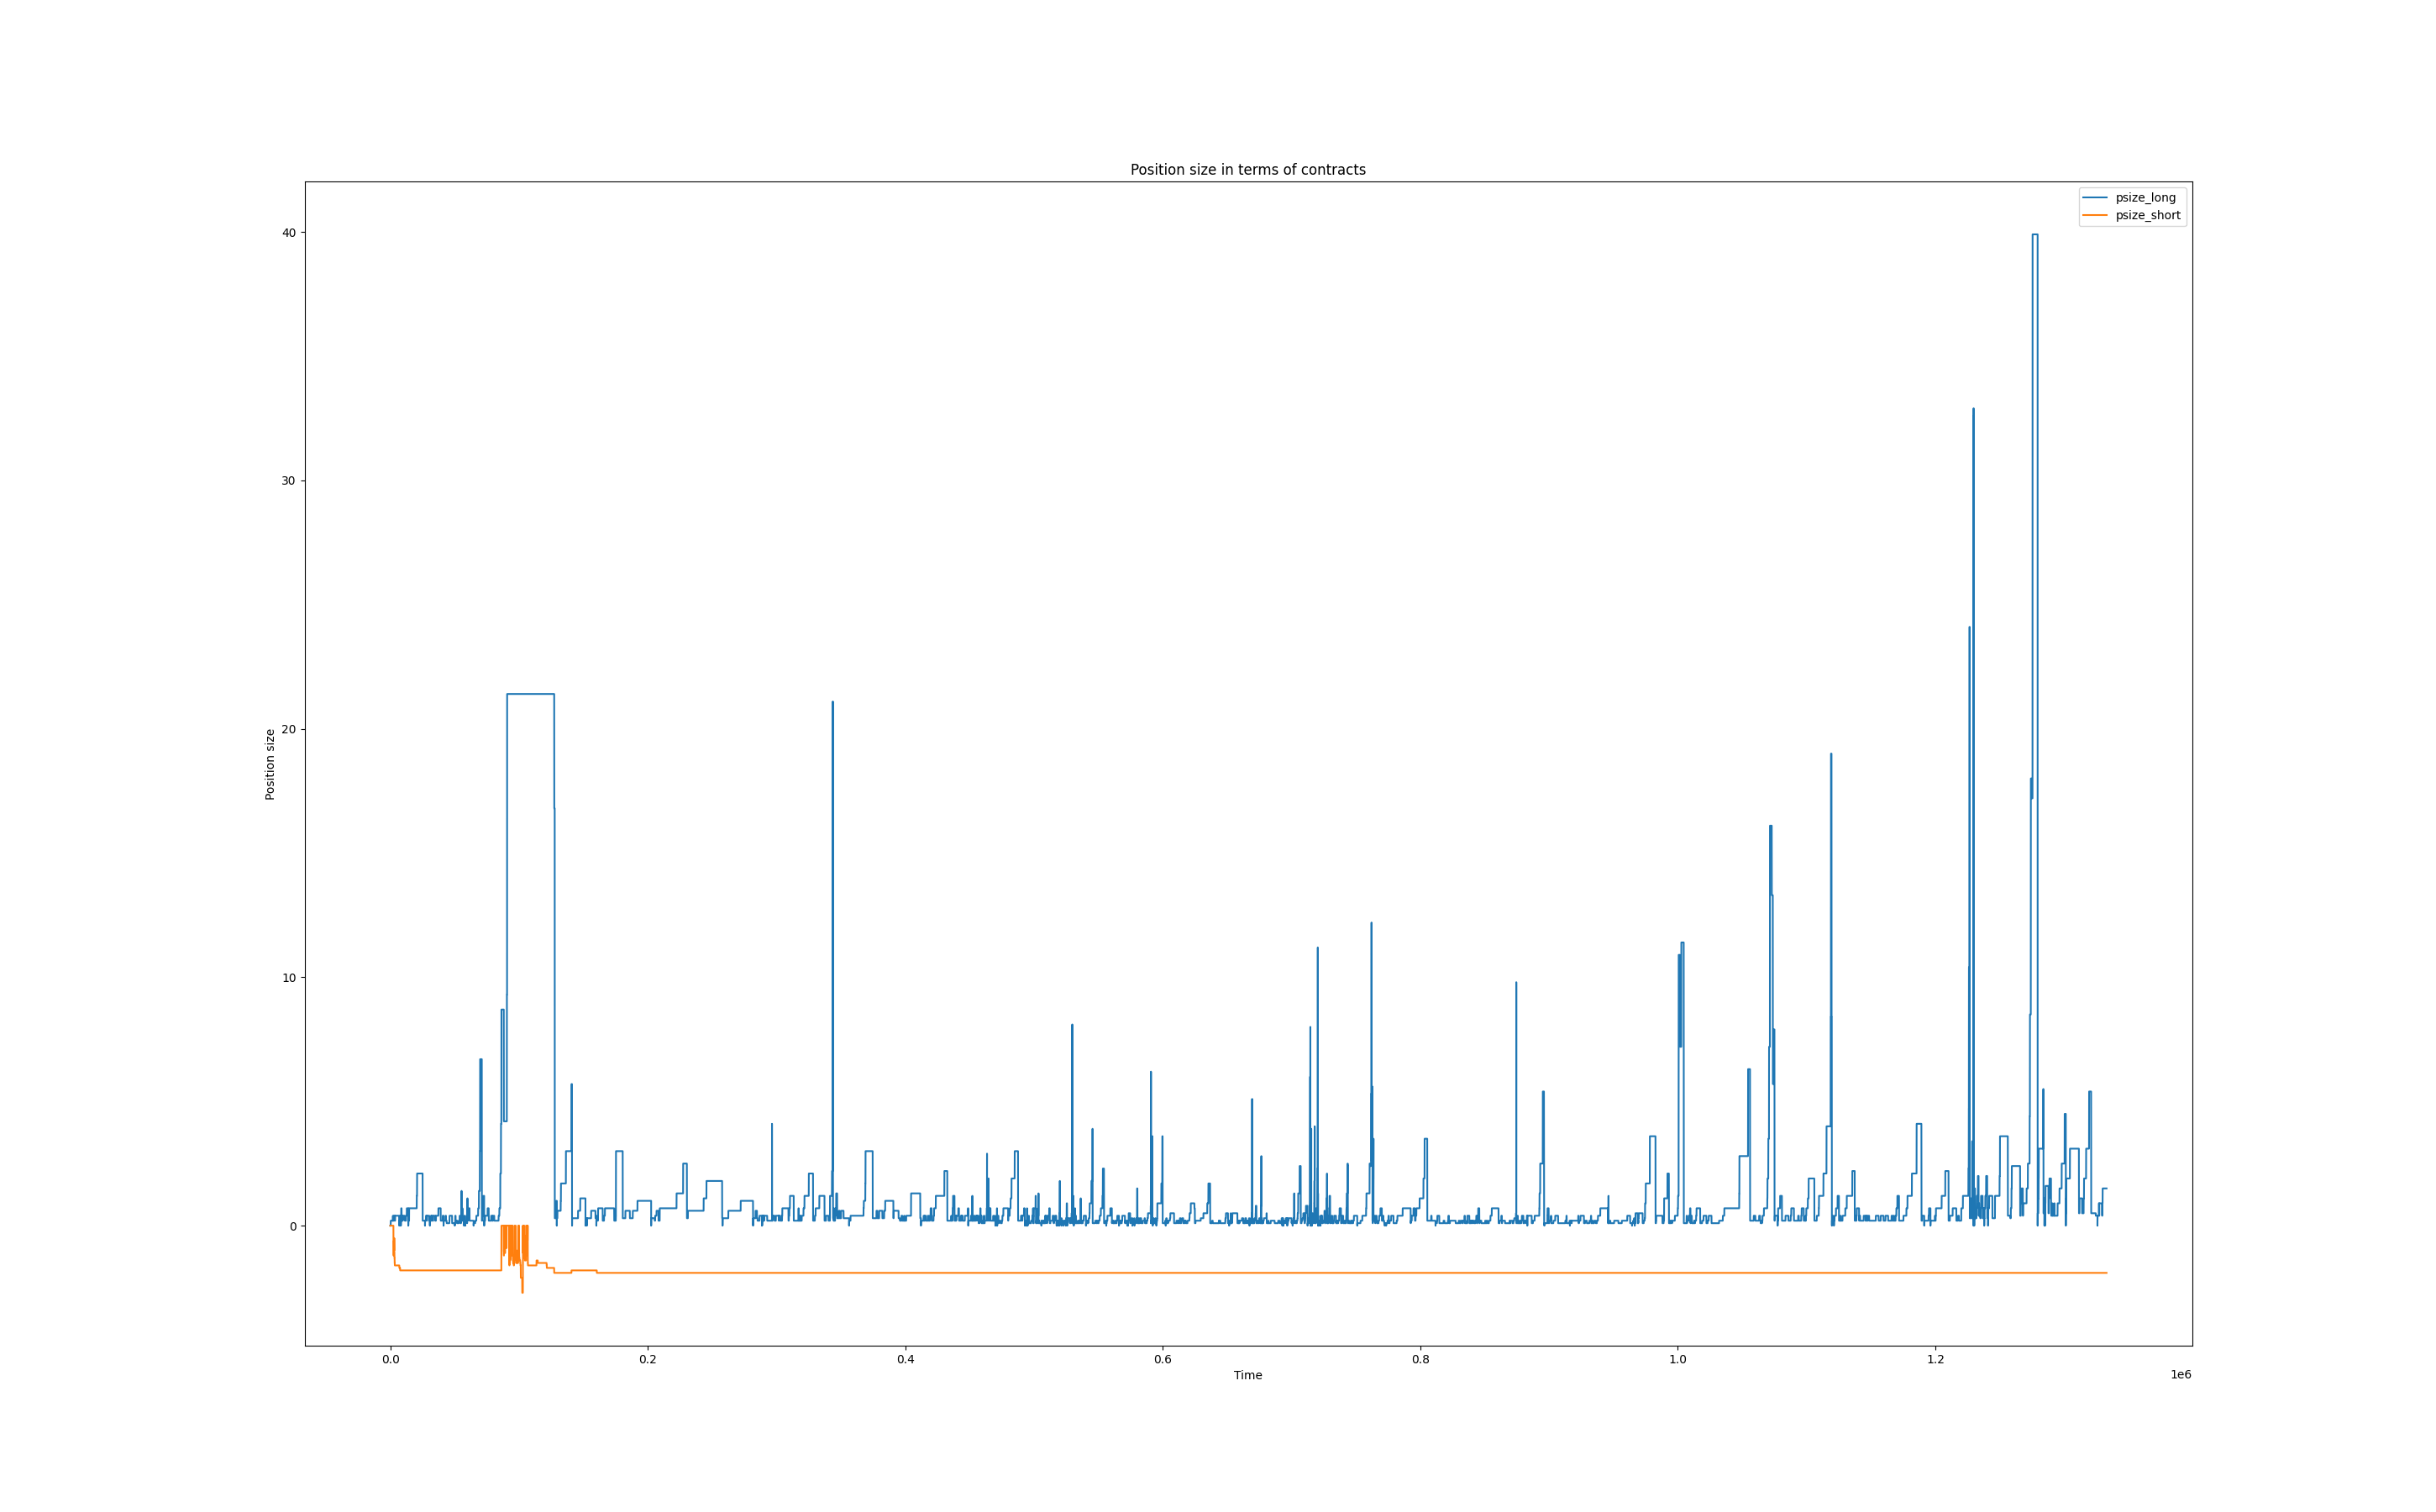 Position size in terms of contracts
psize_long
psize_short
Position size
40
30
20
10
0
0.0 0.2 0.4 0.6 0.8 1.0 1.2
Time
1e6